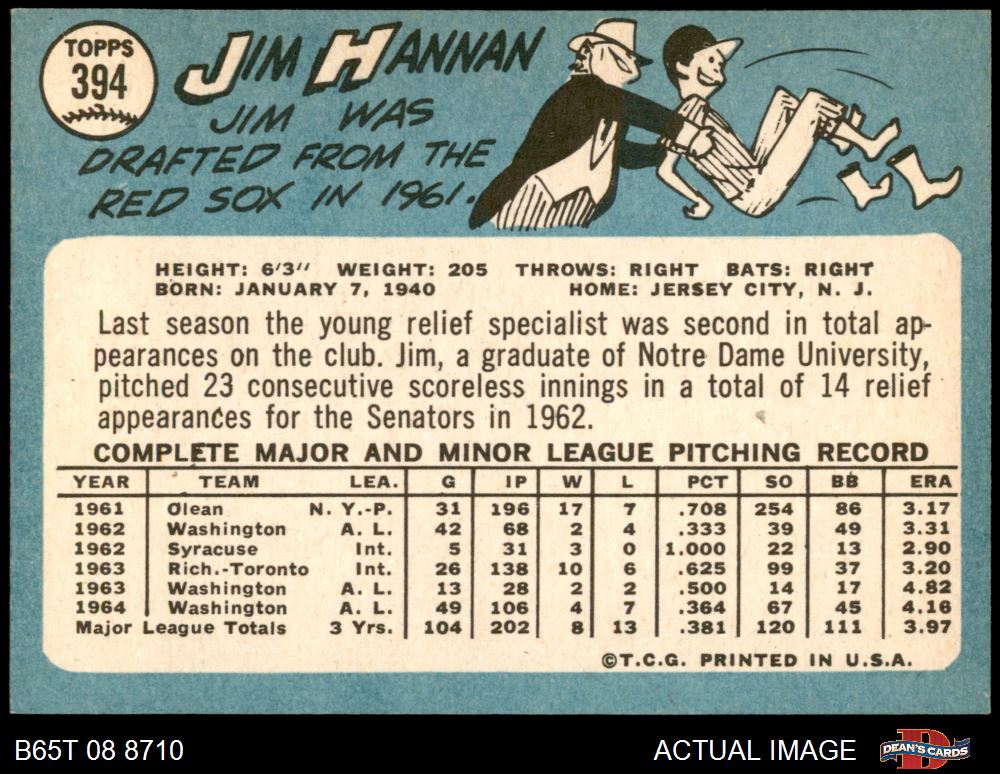 TOPPS
394
JIM HANNAN
JIM WAS
DRAFTED FROM THE
RED SOX IN 1961.
HEIGHT: 6'3" WEIGHT: 205 THROWS: RIGHT BATS: RIGHT
BORN: JANUARY 7, 1940 HOME: JERSEY CITY, N. J.
Last season the young relief specialist was second in total ap-
pearances on the club. Jim, a graduate of Notre Dame University,
pitched 23 consecutive scoreless innings in a total of 14 relief
appearances for the Senators in 1962.
COMPLETE MAJOR AND MINOR LEAGUE PITCHING RECORD
YEAR TEAM LEA. G IP W L PCT SO BB ERA
1961 Olean N. Y.-P. 31 196 17 7 .708 254 86 3.17
1962 Washington A. L. 42 68 2 4 .333 39 49 3.31
1962 Syracuse Int. 5 31 3 0 1.000 22 13 2.90
1963 Rich.-Toronto Int. 26 138 10 6 .625 99 37 3.20
1963 Washington A. L. 13 28 2 2 .500 14 17 4.82
1964 Washington A. L. 49 106 4 7 .364 67 45 4.16
Major League Totals 3 Yrs. 104 202 8 13 .381 120 111 3.97
©T.C.G. PRINTED IN U.S.A.
B65T 08 8710 ACTUAL IMAGE DEAN'S CARDS